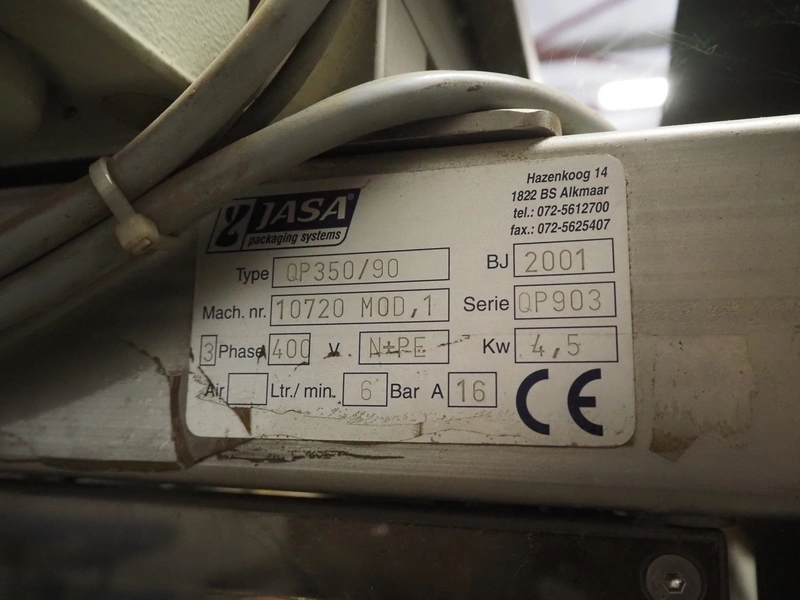 JASA®
packaging systems
Hazenkoog 14
1822 BS Alkmaar
tel.: 072-5612700
fax.: 072-5625407
Type QP350/90 BJ 2001
Mach. nr. 10720 MOD,1 Serie QP903
3 Phase 400 V N+PE Kw 4,5
Air Ltr./ min. 6 Bar A 16
CE